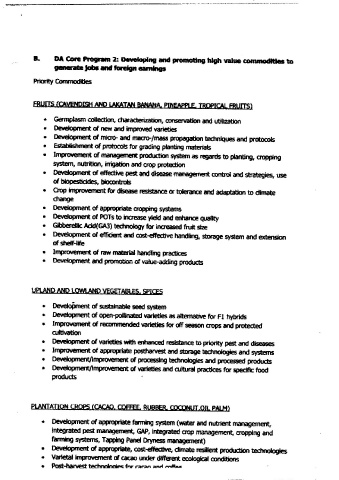 B. DA Core Program 2: Developing and promoting high value commodities to
generate jobs and foreign earnings
Priority Commodities
FRUITS (CAVENDISH AND LAKATAN BANANA, PINEAPPLE, TROPICAL FRUITS)
• Germplasm collection, characterization, conservation and utilization
• Development of new and improved varieties
• Development of micro- and macro-/mass propagation techniques and protocols
• Establishment of protocols for grading planting materials
• Improvement of management production system as regards to planting, cropping
system, nutrition, irrigation and crop protection
• Development of effective pest and disease management control and strategies, use
of biopesticides, biocontrols
• Crop improvement for disease resistance or tolerance and adaptation to climate
change
• Development of appropriate cropping systems
• Development of POTs to increase yield and enhance quality
• Gibberellic Acid(GA3) technology for increased fruit size
• Development of efficient and cost-effective handling, storage system and extension
of shelf-life
• Improvement of raw material handling practices
• Development and promotion of value-adding products
UPLAND AND LOWLAND VEGETABLES, SPICES
• Development of sustainable seed system
• Development of open-pollinated varieties as alternative for F1 hybrids
• Improvement of recommended varieties for off season crops and protected
cultivation
• Development of varieties with enhanced resistance to priority pest and diseases
• Improvement of appropriate postharvest and storage technologies and systems
• Development/improvement of processing technologies and processed products
• Development/improvement of varieties and cultural practices for specific food
products
PLANTATION CROPS (CACAO, COFFEE, RUBBER, COCONUT,OIL PALM)
• Development of appropriate farming system (water and nutrient management,
integrated pest management, GAP, integrated crop management, cropping and
farming systems, Tapping Panel Dryness management)
• Development of appropriate, cost-effective, climate resilient production technologies
• Varietal improvement of cacao under different ecological conditions
• Post-harvest technologies for cacao and coffee